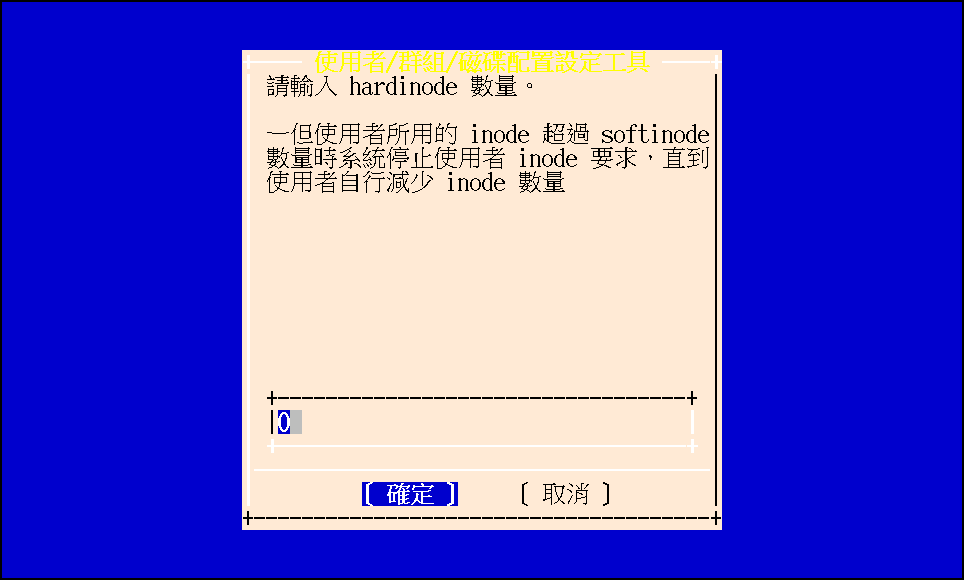 使用者/群組/磁碟配置設定工具
請輸入 hardinode 數量。
一但使用者所用的 inode 超過 softinode
數量時系統停止使用者 inode 要求，直到
使用者自行減少 inode 數量
0
[ 確定 ] [ 取消 ]